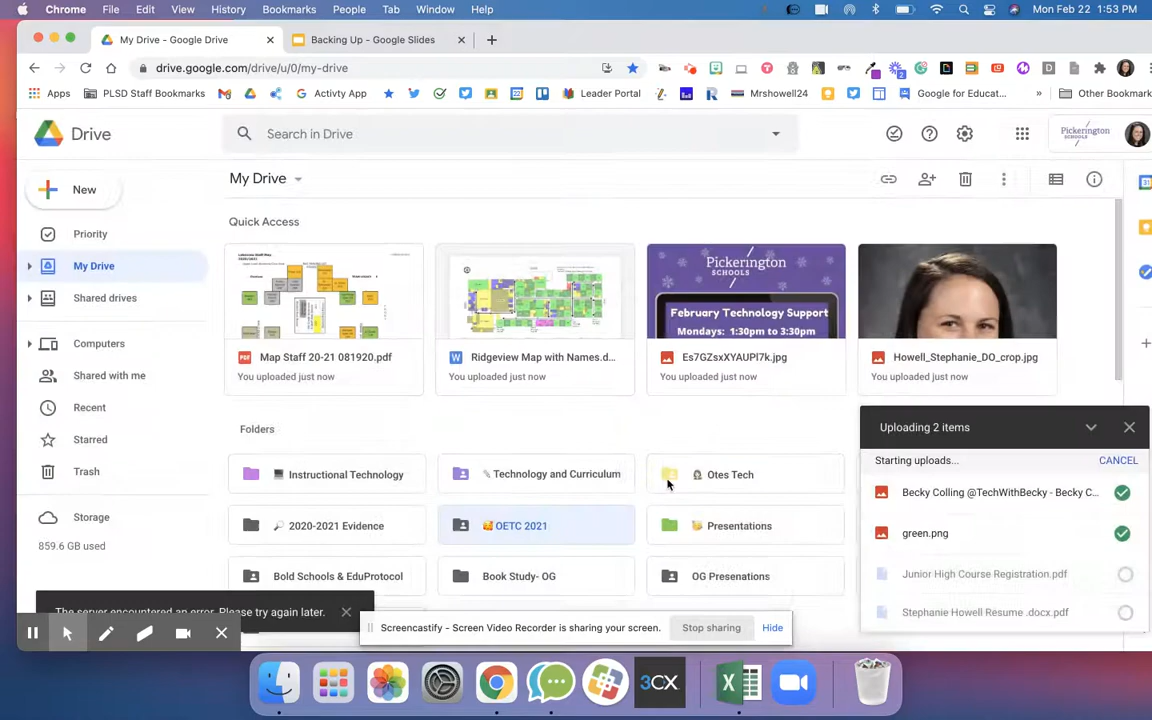 Chrome File Edit View History Bookmarks People Tab Window Help Mon Feb 22 1:53 PM
My Drive - Google Drive Backing Up - Google Slides
drive.google.com/drive/u/0/my-drive
Apps PLSD Staff Bookmarks Activty App Leader Portal Mrshowell24 Google for Educat... » Other Bookmark
Drive Search in Drive Pickerington SCHOOLS
My Drive
New
Quick Access
Priority
My Drive
Shared drives
Computers
Shared with me
Recent
Starred
Trash
Storage
859.6 GB used
Pickerington
SCHOOLS
February Technology Support
Mondays: 1:30pm to 3:30pm
Map Staff 20-21 081920.pdf
You uploaded just now
Ridgeview Map with Names.d...
You uploaded just now
Es7GZsxXYAUPI7k.jpg
You uploaded just now
Howell_Stephanie_DO_crop.jpg
You uploaded just now
Folders
Instructional Technology Technology and Curriculum Otes Tech
2020-2021 Evidence OETC 2021 Presentations
Bold Schools & EduProtocol Book Study- OG OG Presenations
Uploading 2 items
Starting uploads... CANCEL
Becky Colling @TechWithBecky - Becky C...
green.png
Junior High Course Registration.pdf
Stephanie Howell Resume .docx.pdf
The server encountered an error. Please try again later.
Screencastify - Screen Video Recorder is sharing your screen. Stop sharing Hide
3CX